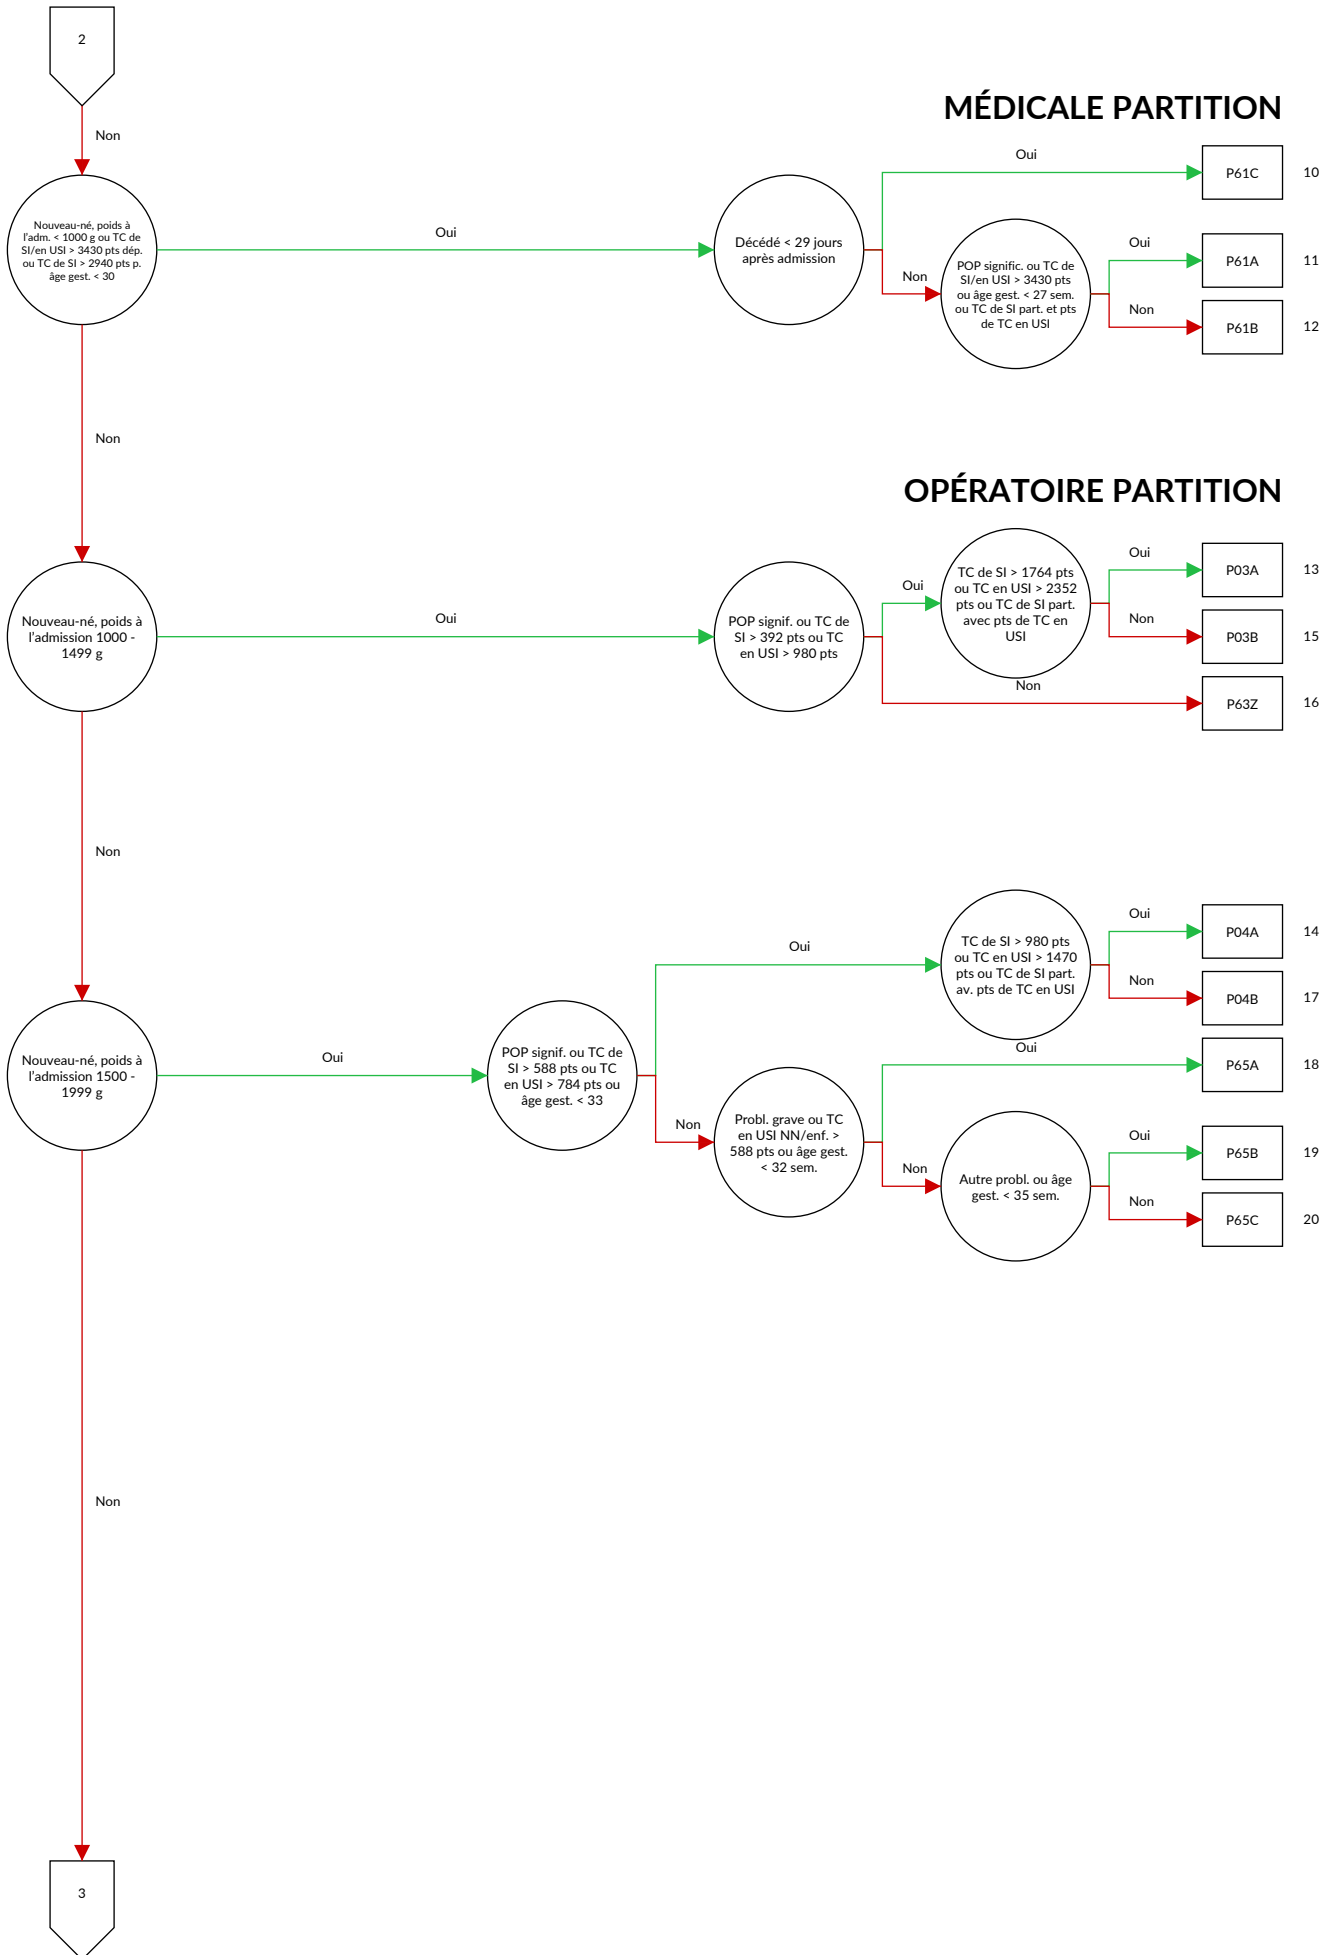 2
Non
MÉDICALE PARTITION
Nouveau-né, poids à
l'adm. < 1000 g ou TC de
SI/en USI > 3430 pts dép.
ou TC de SI > 2940 pts p.
âge gest. < 30
Oui
Décédé < 29 jours
après admission
Oui
P61C
10
Non
POP signific. ou TC de
SI/en USI > 3430 pts
ou âge gest. < 27 sem.
ou TC de SI part. et pts
de TC en USI
Oui
P61A
11
Non
P61B
12
Non
OPÉRATOIRE PARTITION
Nouveau-né, poids à
l'admission 1000 -
1499 g
Oui
POP signif. ou TC de
SI > 392 pts ou TC
en USI > 980 pts
Oui
TC de SI > 1764 pts
ou TC en USI > 2352
pts ou TC de SI part.
avec pts de TC en
USI
Oui
P03A
13
Non
P03B
15
Non
P63Z
16
Non
Nouveau-né, poids à
l'admission 1500 -
1999 g
Oui
POP signif. ou TC de
SI > 588 pts ou TC
en USI > 784 pts ou
âge gest. < 33
Oui
TC de SI > 980 pts
ou TC en USI > 1470
pts ou TC de SI part.
av. pts de TC en USI
Oui
P04A
14
Non
P04B
17
Non
Probl. grave ou TC
en USI NN/enf. >
588 pts ou âge gest.
< 32 sem.
Oui
P65A
18
Non
Autre probl. ou âge
gest. < 35 sem.
Oui
P65B
19
Non
P65C
20
Non
3